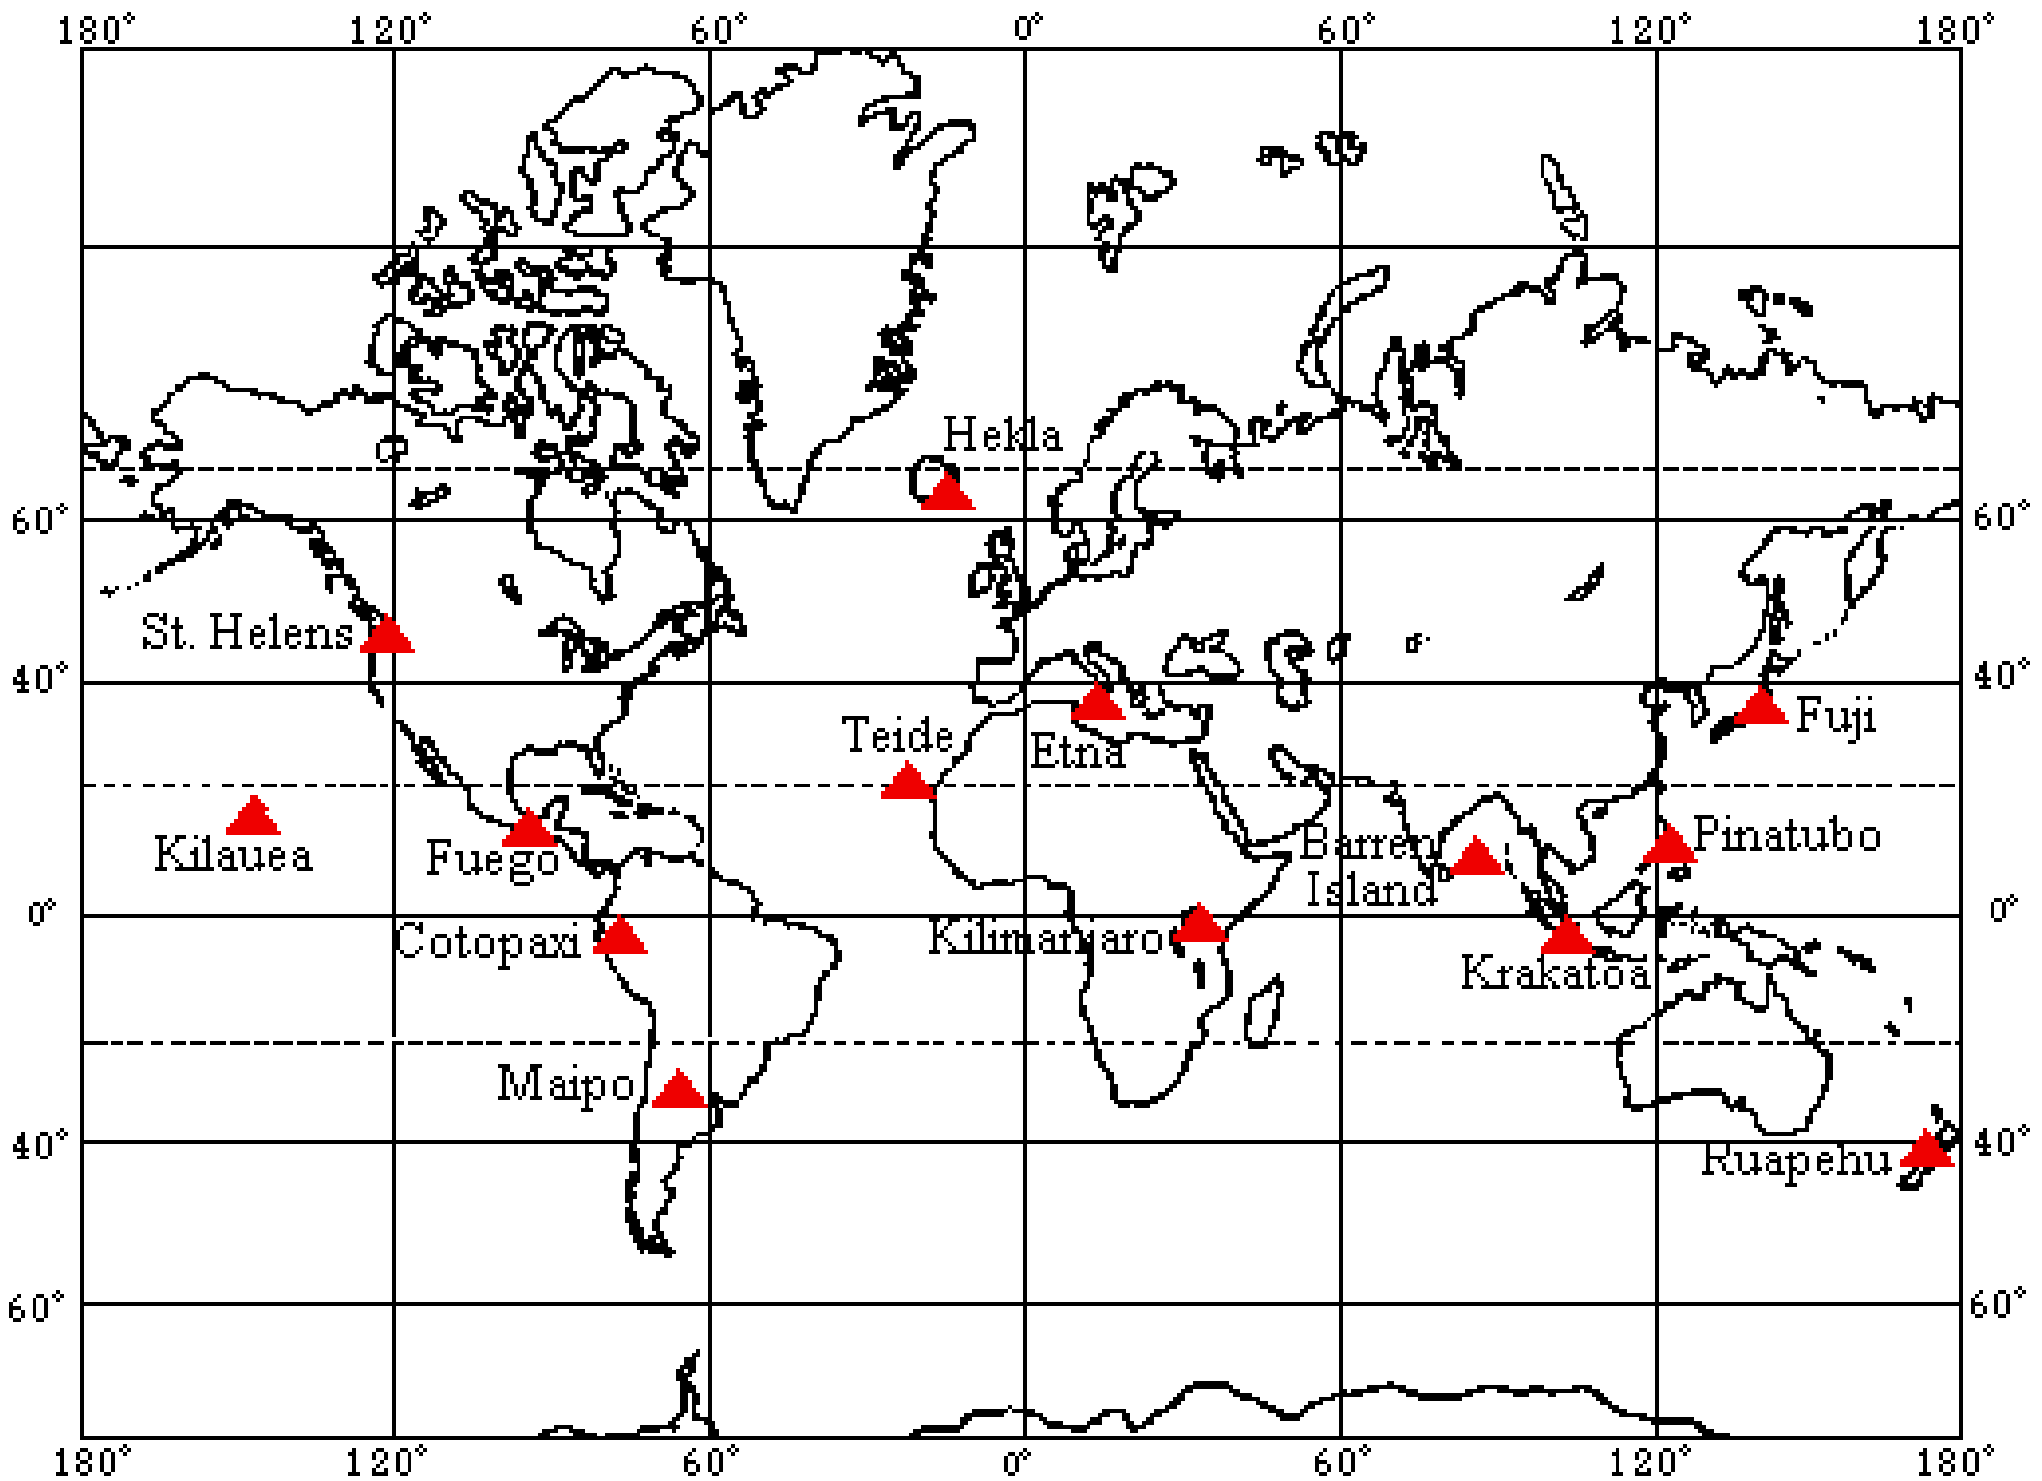 180° 120° 60° 0° 60° 120° 180°
Hekla
60° 60°
St. Helens
40° 40°
Teide Etna Fuji
Kilauea Fuego Barren Island Pinatubo
0° 0°
Cotopaxi Kilimanjaro Krakatoa
Maipo
40° 40°
Ruapehu
60° 60°
180° 120° 60° 0° 60° 120° 180°